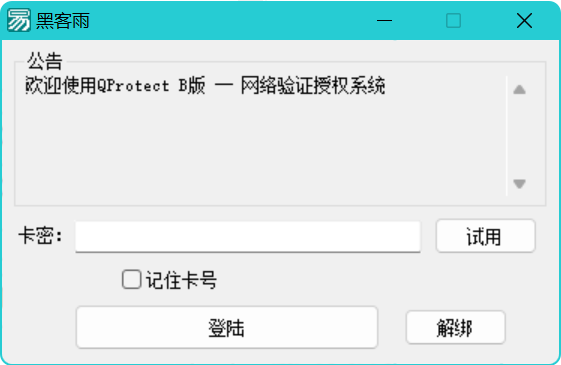 易 黑客雨
公告
欢迎使用QProtect B版 — 网络验证授权系统
卡密： 试用
记住卡号
登陆 解绑